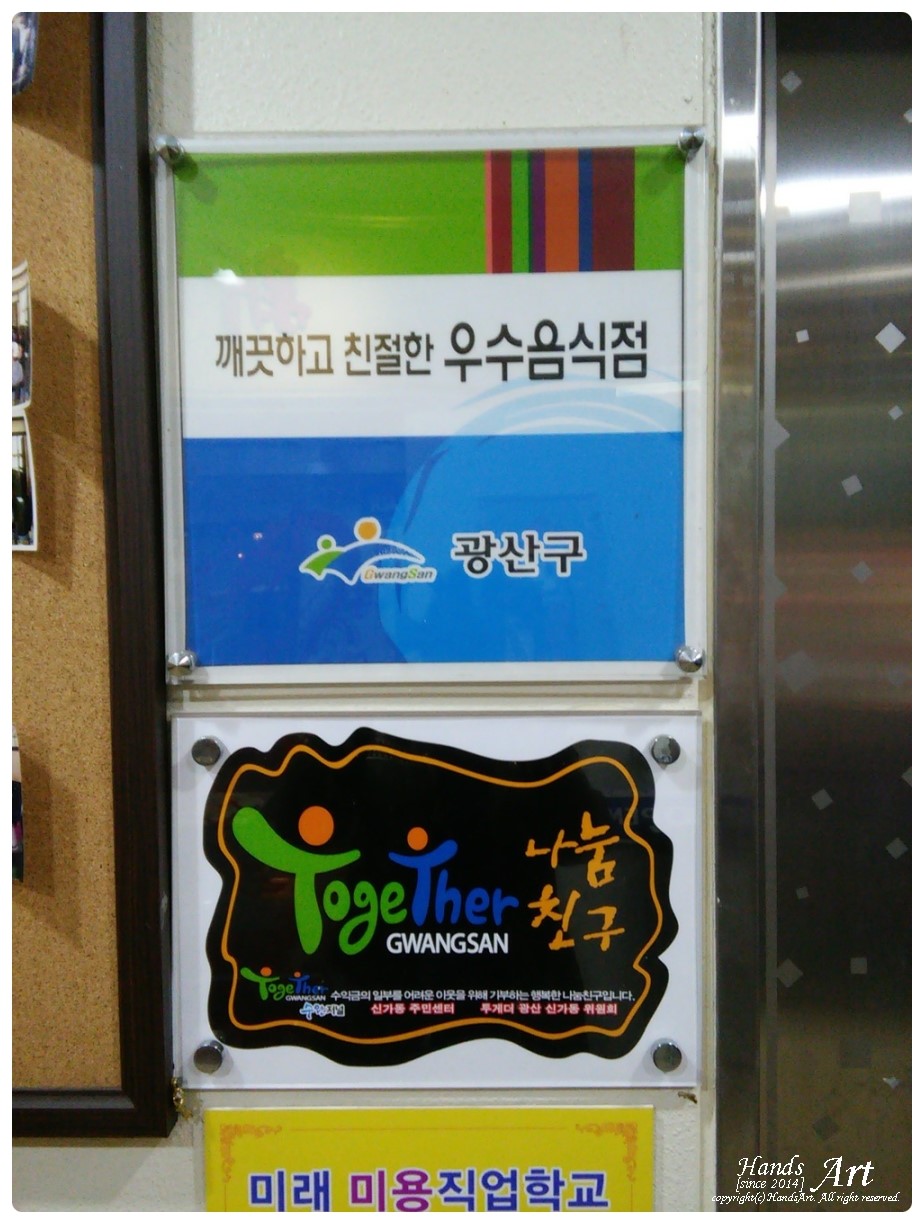 깨끗하고 친절한 우수음식점
GwangSan 광산구
TogeTher 나눔
GWANGSAN 친구
TogeTher
GWANGSAN 수익금의 일부를 어려운 이웃을 위해 기부하는 행복한 나눔친구입니다.
신가동 주민센터 투게더 광산 신가동 위원회
미래 미용직업학교
Hands Art
[since 2014]
copyright(c)HandsArt. All right reserved.